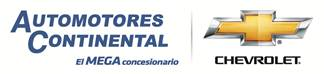 AUTOMOTORES
CONTINENTAL
El MEGA concesionario
CHEVROLET